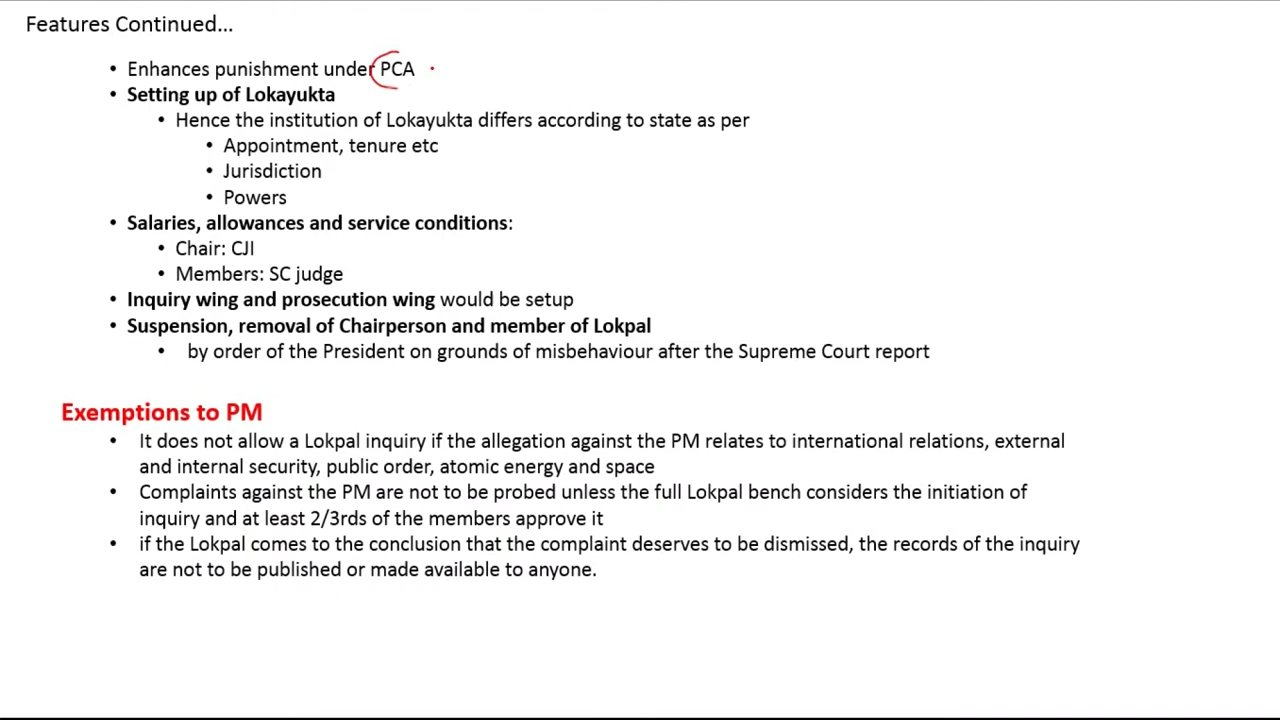 Features Continued...
• Enhances punishment under PCA
• Setting up of Lokayukta
• Hence the institution of Lokayukta differs according to state as per
• Appointment, tenure etc
• Jurisdiction
• Powers
• Salaries, allowances and service conditions:
• Chair: CJI
• Members: SC judge
• Inquiry wing and prosecution wing would be setup
• Suspension, removal of Chairperson and member of Lokpal
• by order of the President on grounds of misbehaviour after the Supreme Court report
Exemptions to PM
• It does not allow a Lokpal inquiry if the allegation against the PM relates to international relations, external
and internal security, public order, atomic energy and space
• Complaints against the PM are not to be probed unless the full Lokpal bench considers the initiation of
inquiry and at least 2/3rds of the members approve it
• if the Lokpal comes to the conclusion that the complaint deserves to be dismissed, the records of the inquiry
are not to be published or made available to anyone.